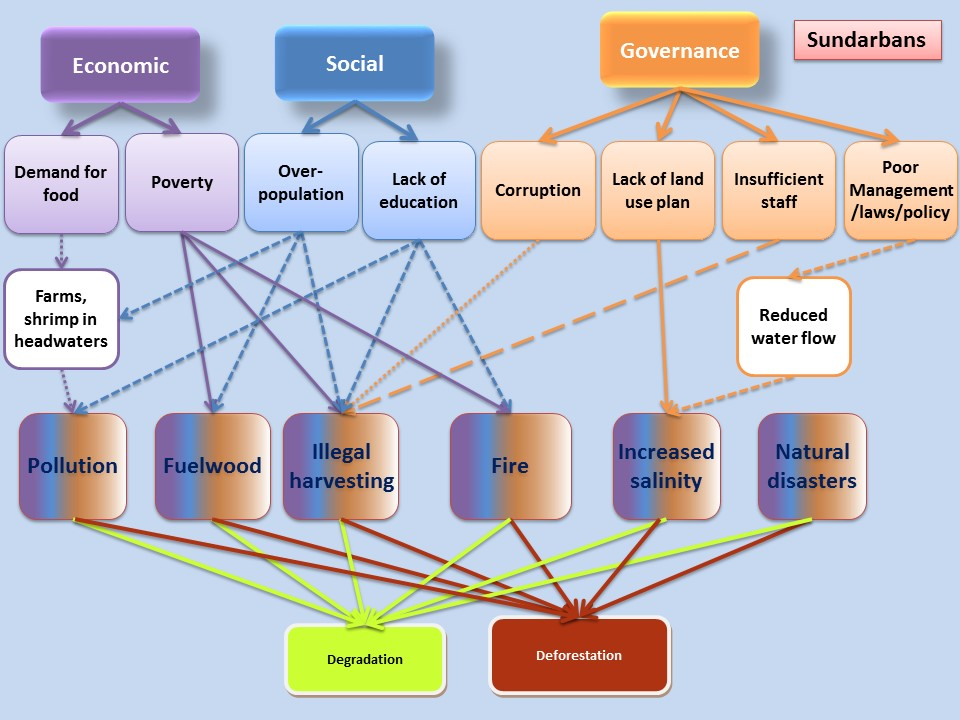 Economic
Social
Governance
Sundarbans
Demand for
food
Poverty
Over-
population
Lack of
education
Corruption
Lack of land
use plan
Insufficient
staff
Poor
Management
/laws/policy
Farms,
shrimp in
headwaters
Reduced
water flow
Pollution
Fuelwood
Illegal
harvesting
Fire
Increased
salinity
Natural
disasters
Degradation
Deforestation